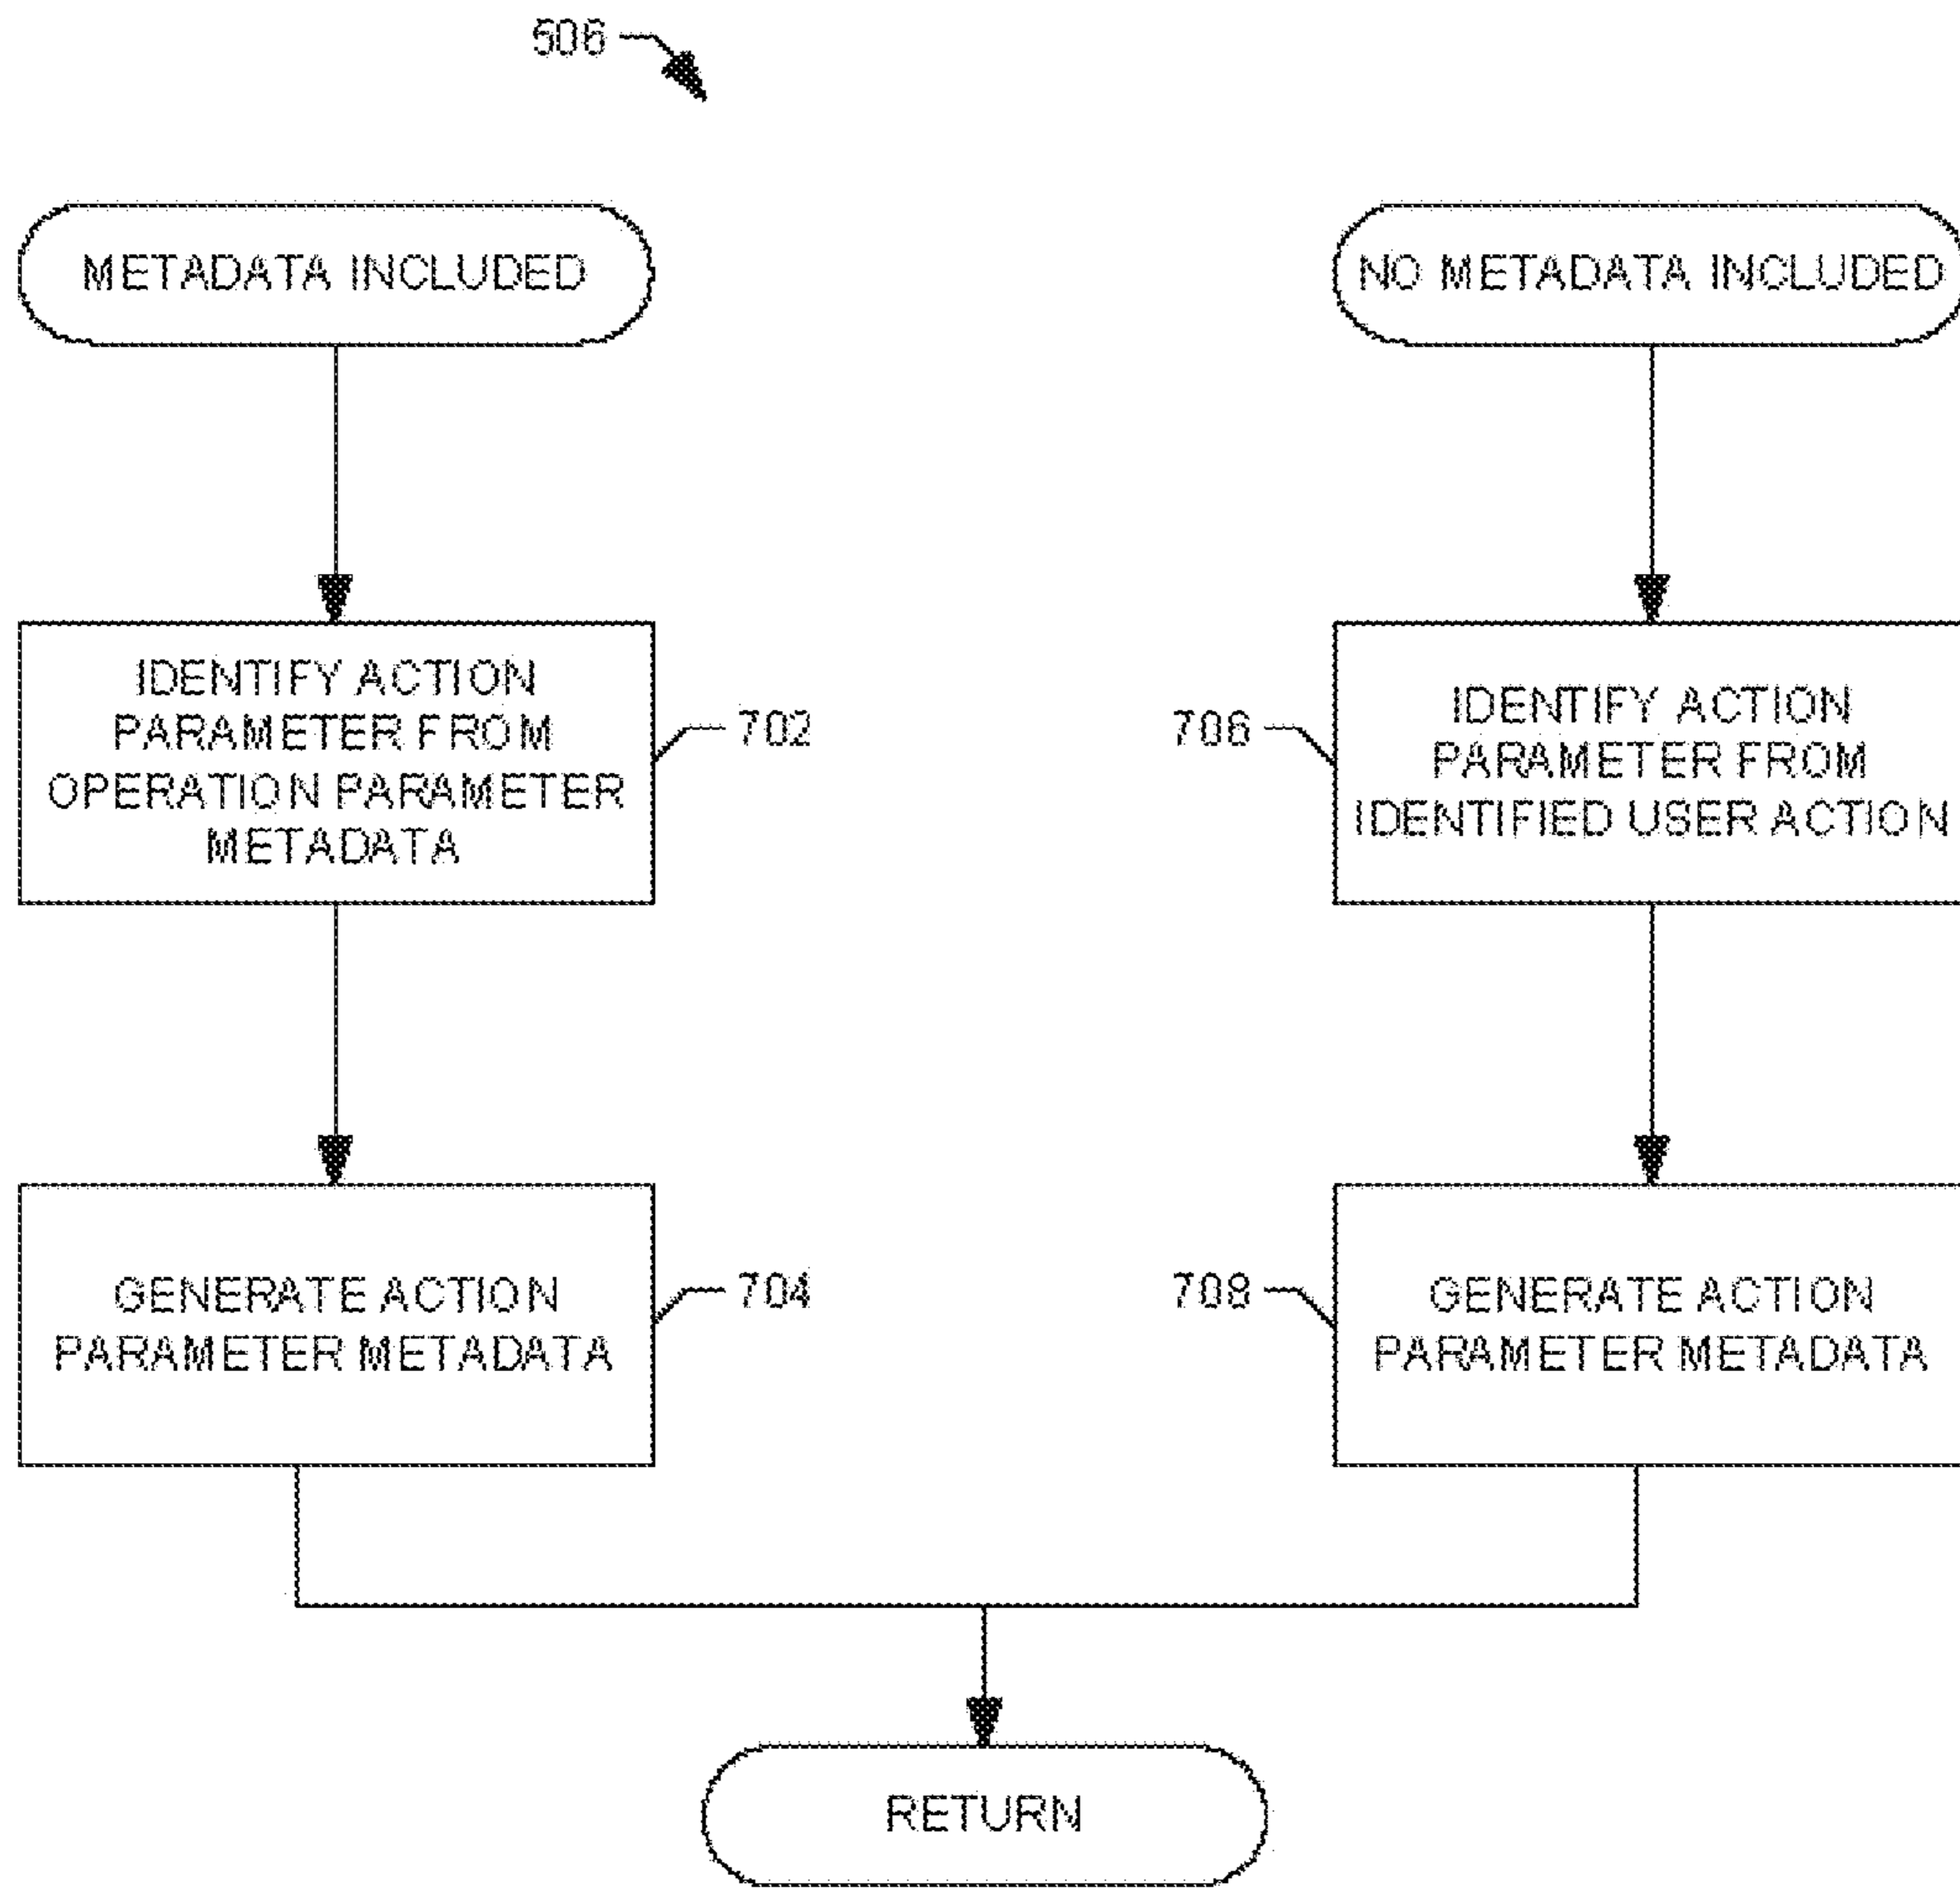 506
METADATA INCLUDED
NO METADATA INCLUDED
IDENTIFY ACTION
PARAMETER FROM
OPERATION PARAMETER
METADATA
702
706
IDENTIFY ACTION
PARAMETER FROM
IDENTIFIED USER ACTION
GENERATE ACTION
PARAMETER METADATA
704
708
GENERATE ACTION
PARAMETER METADATA
RETURN